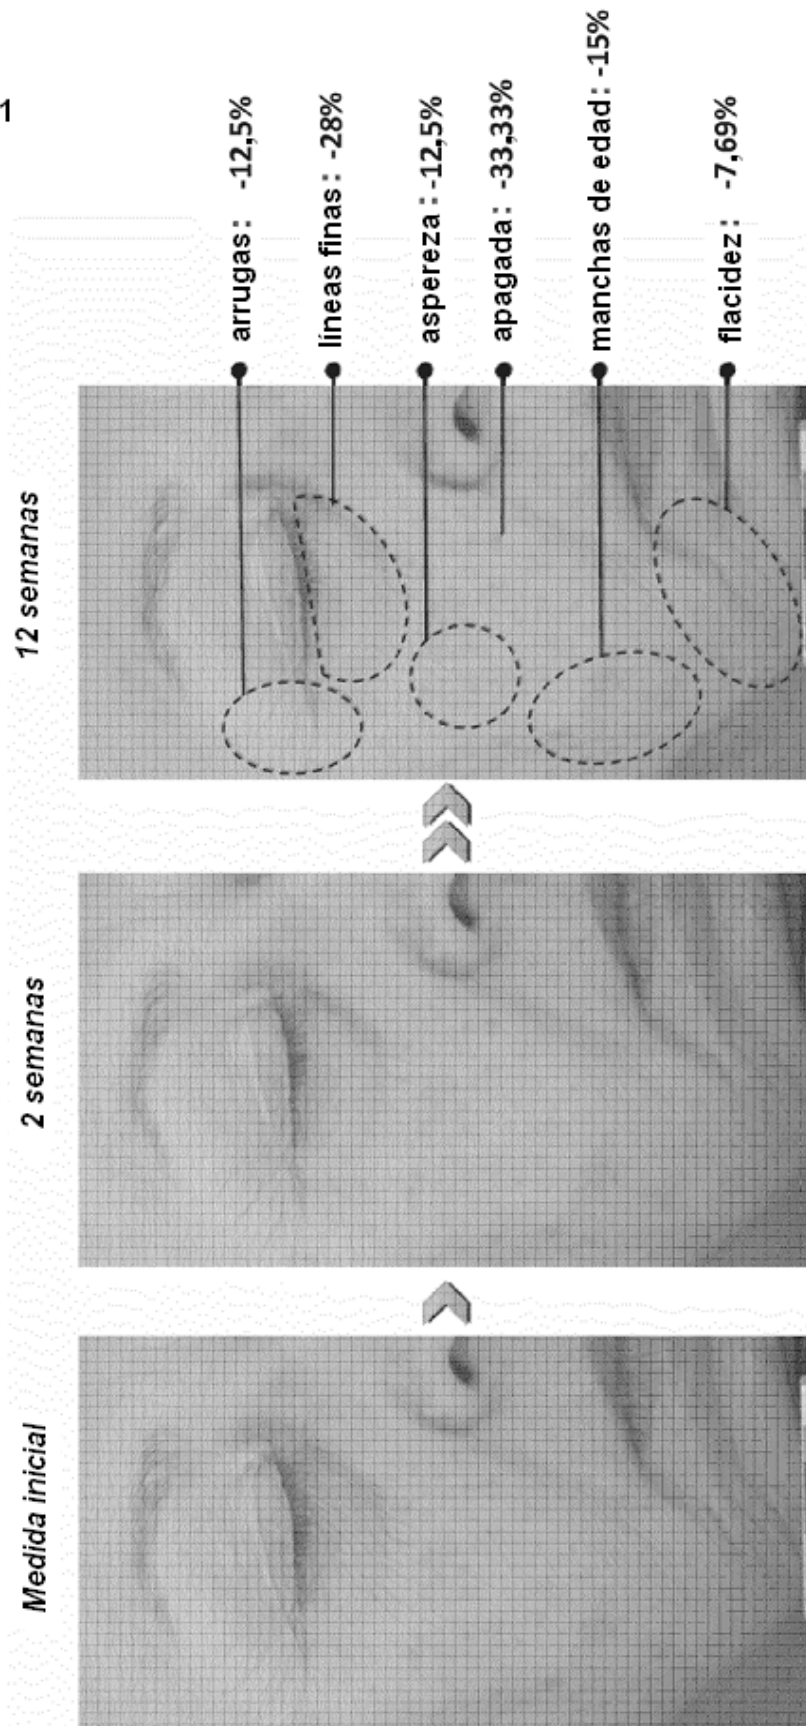 1
Medida inicial
2 semanas
12 semanas
arrugas: -12,5%
líneas finas: -28%
aspereza: -12,5%
apagada: -33,33%
manchas de edad: -15%
flacidez: -7,69%